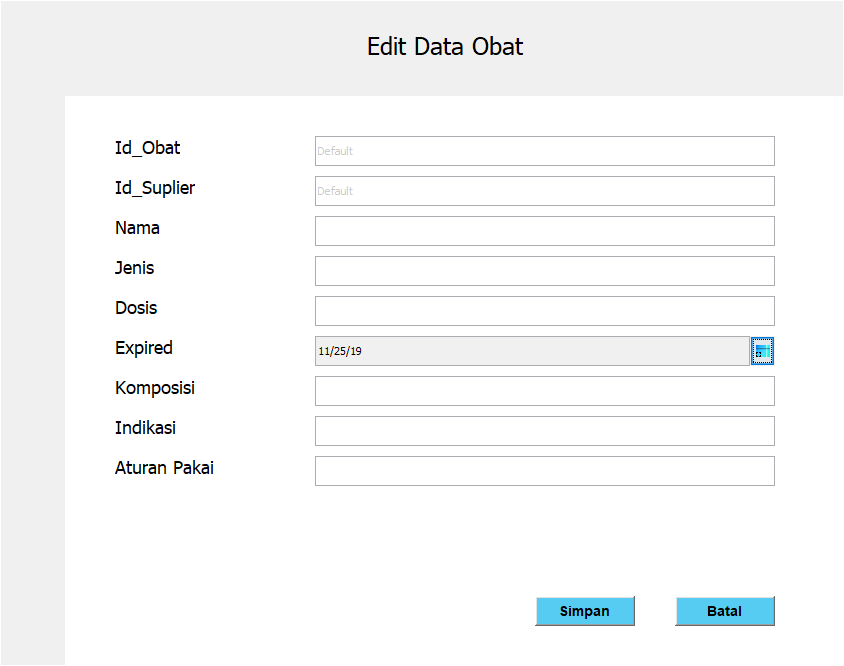 Edit Data Obat
Id_Obat Default
Id_Suplier Default
Nama
Jenis
Dosis
Expired 11/25/19
Komposisi
Indikasi
Aturan Pakai
Simpan Batal